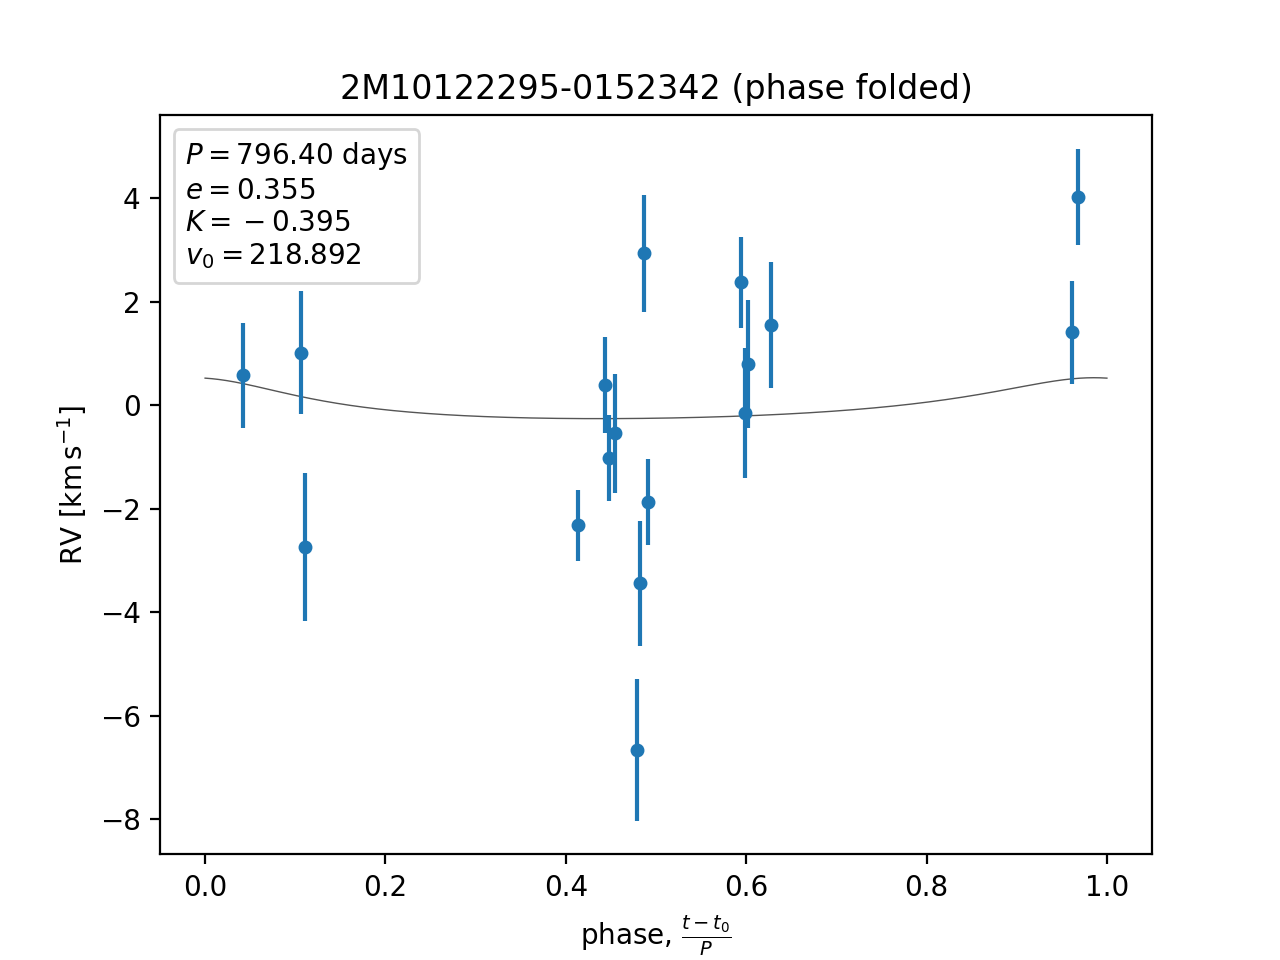 2M10122295-0152342 (phase folded)
P = 796.40 days
e = 0.355
K = −0.395
v₀ = 218.892
4
2
0
−2
−4
−6
−8
RV [km s⁻¹]
0.0 0.2 0.4 0.6 0.8 1.0
phase, (t − t₀)/P